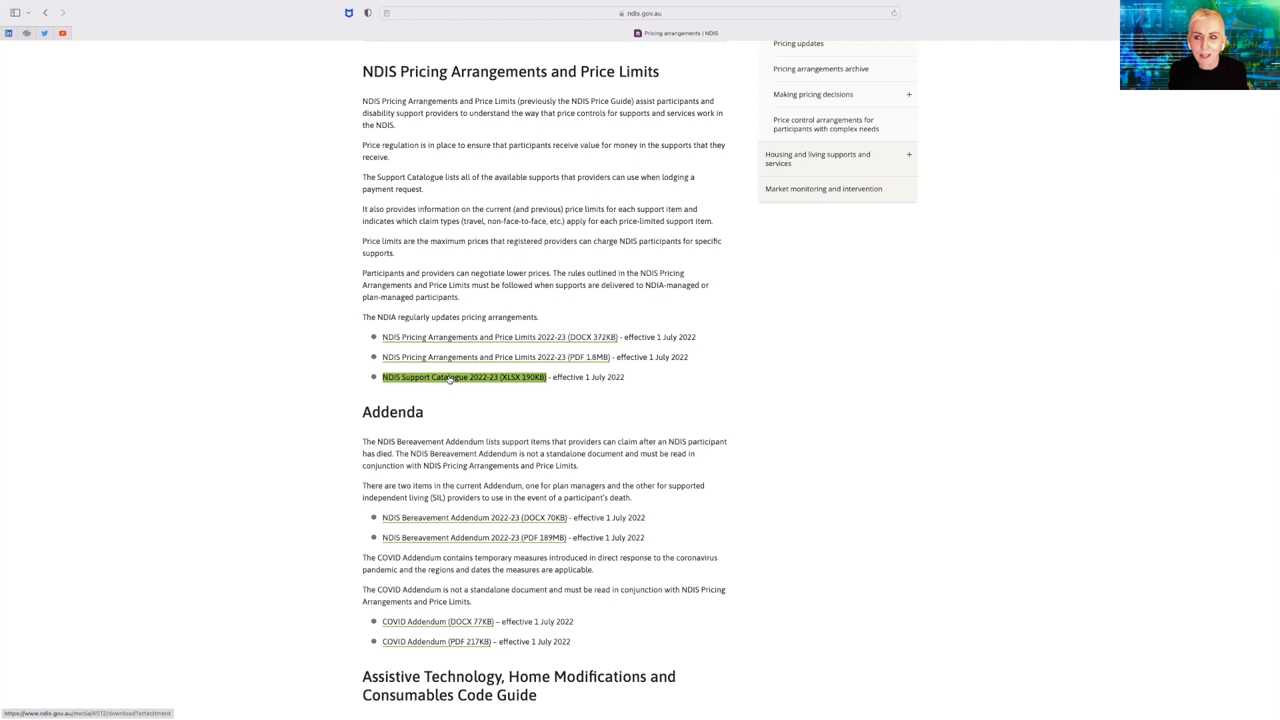 ndis.gov.au
Pricing arrangements | NDIS
NDIS Pricing Arrangements and Price Limits
NDIS Pricing Arrangements and Price Limits (previously the NDIS Price Guide) assist participants and
disability support providers to understand the way that price controls for supports and services work in
the NDIS.
Price regulation is in place to ensure that participants receive value for money in the supports that they
receive.
The Support Catalogue lists all of the available supports that providers can use when lodging a
payment request.
It also provides information on the current (and previous) price limits for each support item and
indicates which claim types (travel, non-face-to-face, etc.) apply for each price-limited support item.
Price limits are the maximum prices that registered providers can charge NDIS participants for specific
supports.
Participants and providers can negotiate lower prices. The rules outlined in the NDIS Pricing
Arrangements and Price Limits must be followed when supports are delivered to NDIA-managed or
plan-managed participants.
The NDIA regularly updates pricing arrangements.
NDIS Pricing Arrangements and Price Limits 2022-23 (DOCX 372KB) - effective 1 July 2022
NDIS Pricing Arrangements and Price Limits 2022-23 (PDF 1.8MB) - effective 1 July 2022
NDIS Support Catalogue 2022-23 (XLSX 190KB) - effective 1 July 2022
Addenda
The NDIS Bereavement Addendum lists support items that providers can claim after an NDIS participant
has died. The NDIS Bereavement Addendum is not a standalone document and must be read in
conjunction with NDIS Pricing Arrangements and Price Limits.
There are two items in the current Addendum, one for plan managers and the other for supported
independent living (SIL) providers to use in the event of a participant's death.
NDIS Bereavement Addendum 2022-23 (DOCX 70KB) - effective 1 July 2022
NDIS Bereavement Addendum 2022-23 (PDF 189MB) - effective 1 July 2022
The COVID Addendum contains temporary measures introduced in direct response to the coronavirus
pandemic and the regions and dates the measures are applicable.
The COVID Addendum is not a standalone document and must be read in conjunction with NDIS Pricing
Arrangements and Price Limits.
COVID Addendum (DOCX 77KB) – effective 1 July 2022
COVID Addendum (PDF 217KB) – effective 1 July 2022
Assistive Technology, Home Modifications and
Consumables Code Guide
Pricing updates
Pricing arrangements archive
Making pricing decisions
Price control arrangements for
participants with complex needs
Housing and living supports and
services
Market monitoring and intervention
https://www.ndis.gov.au/media/4512/download?attachment